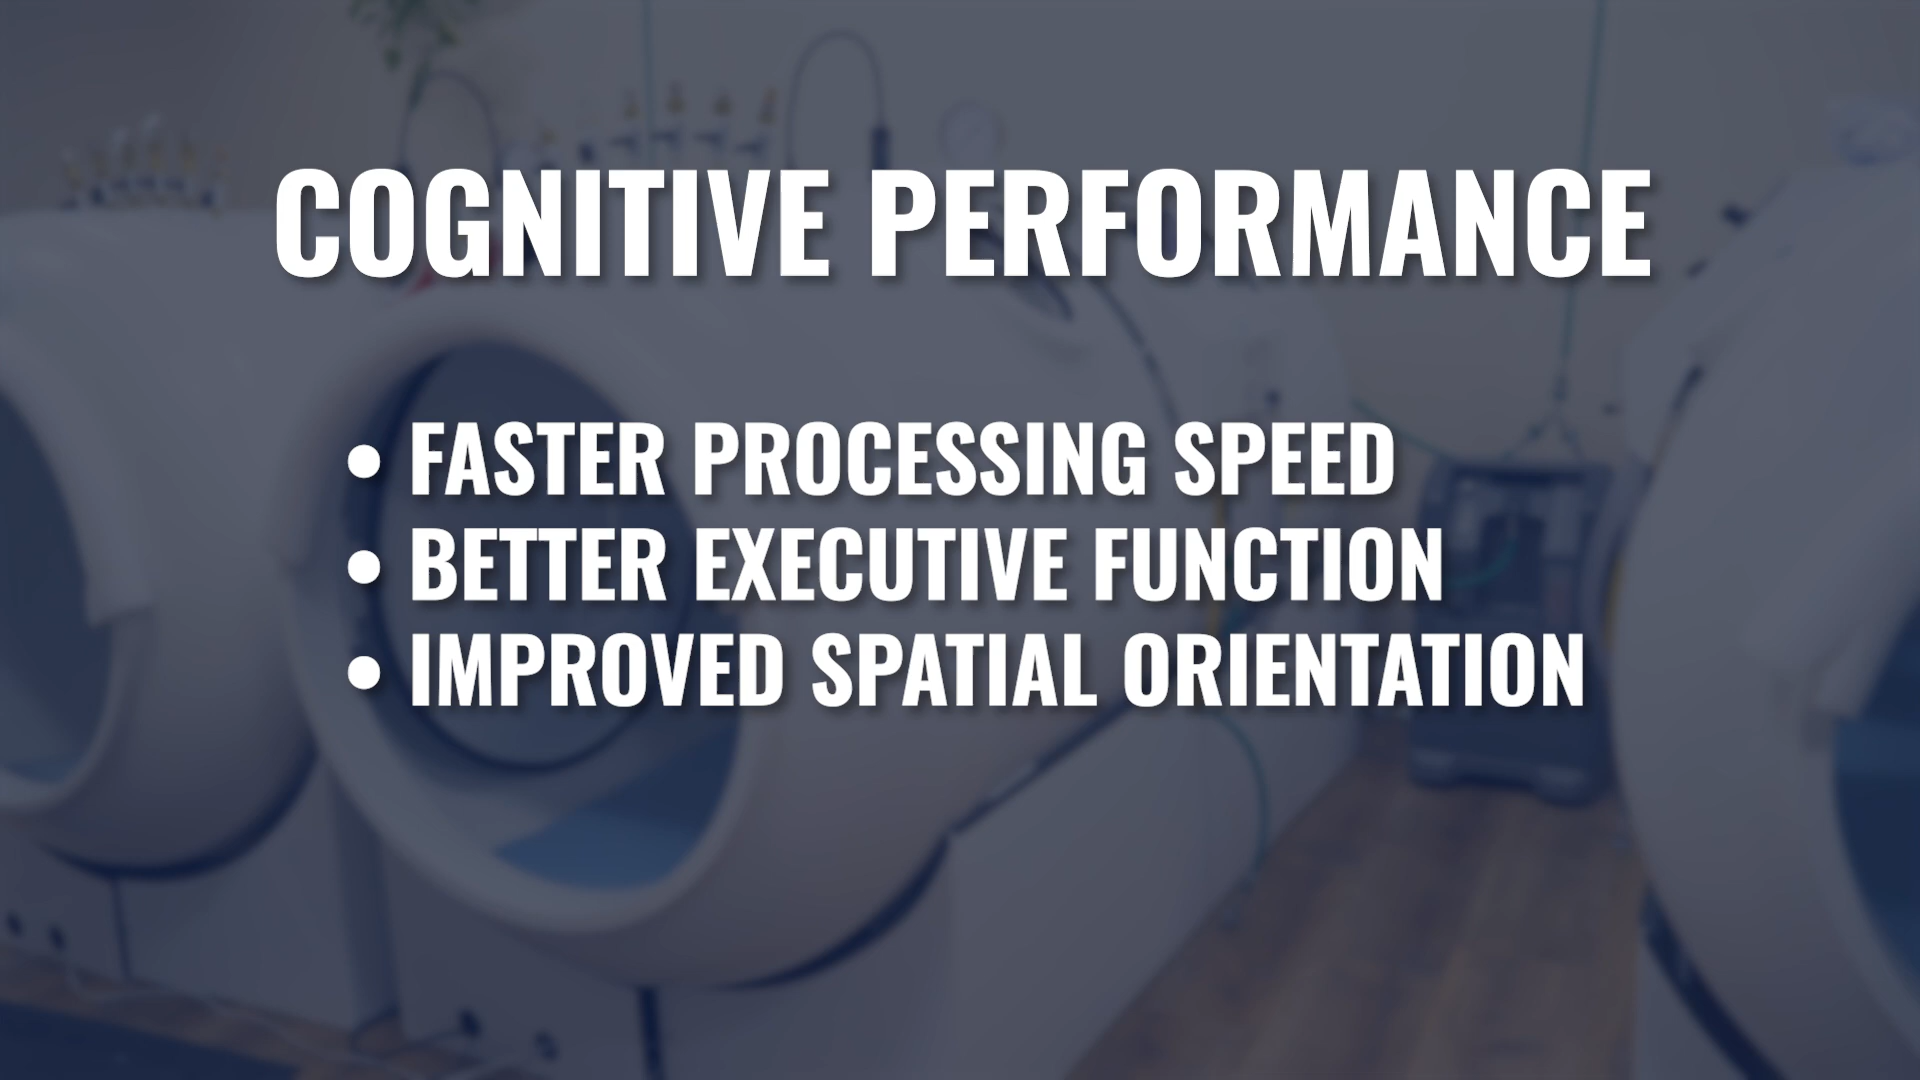 COGNITIVE PERFORMANCE
• FASTER PROCESSING SPEED
• BETTER EXECUTIVE FUNCTION
• IMPROVED SPATIAL ORIENTATION